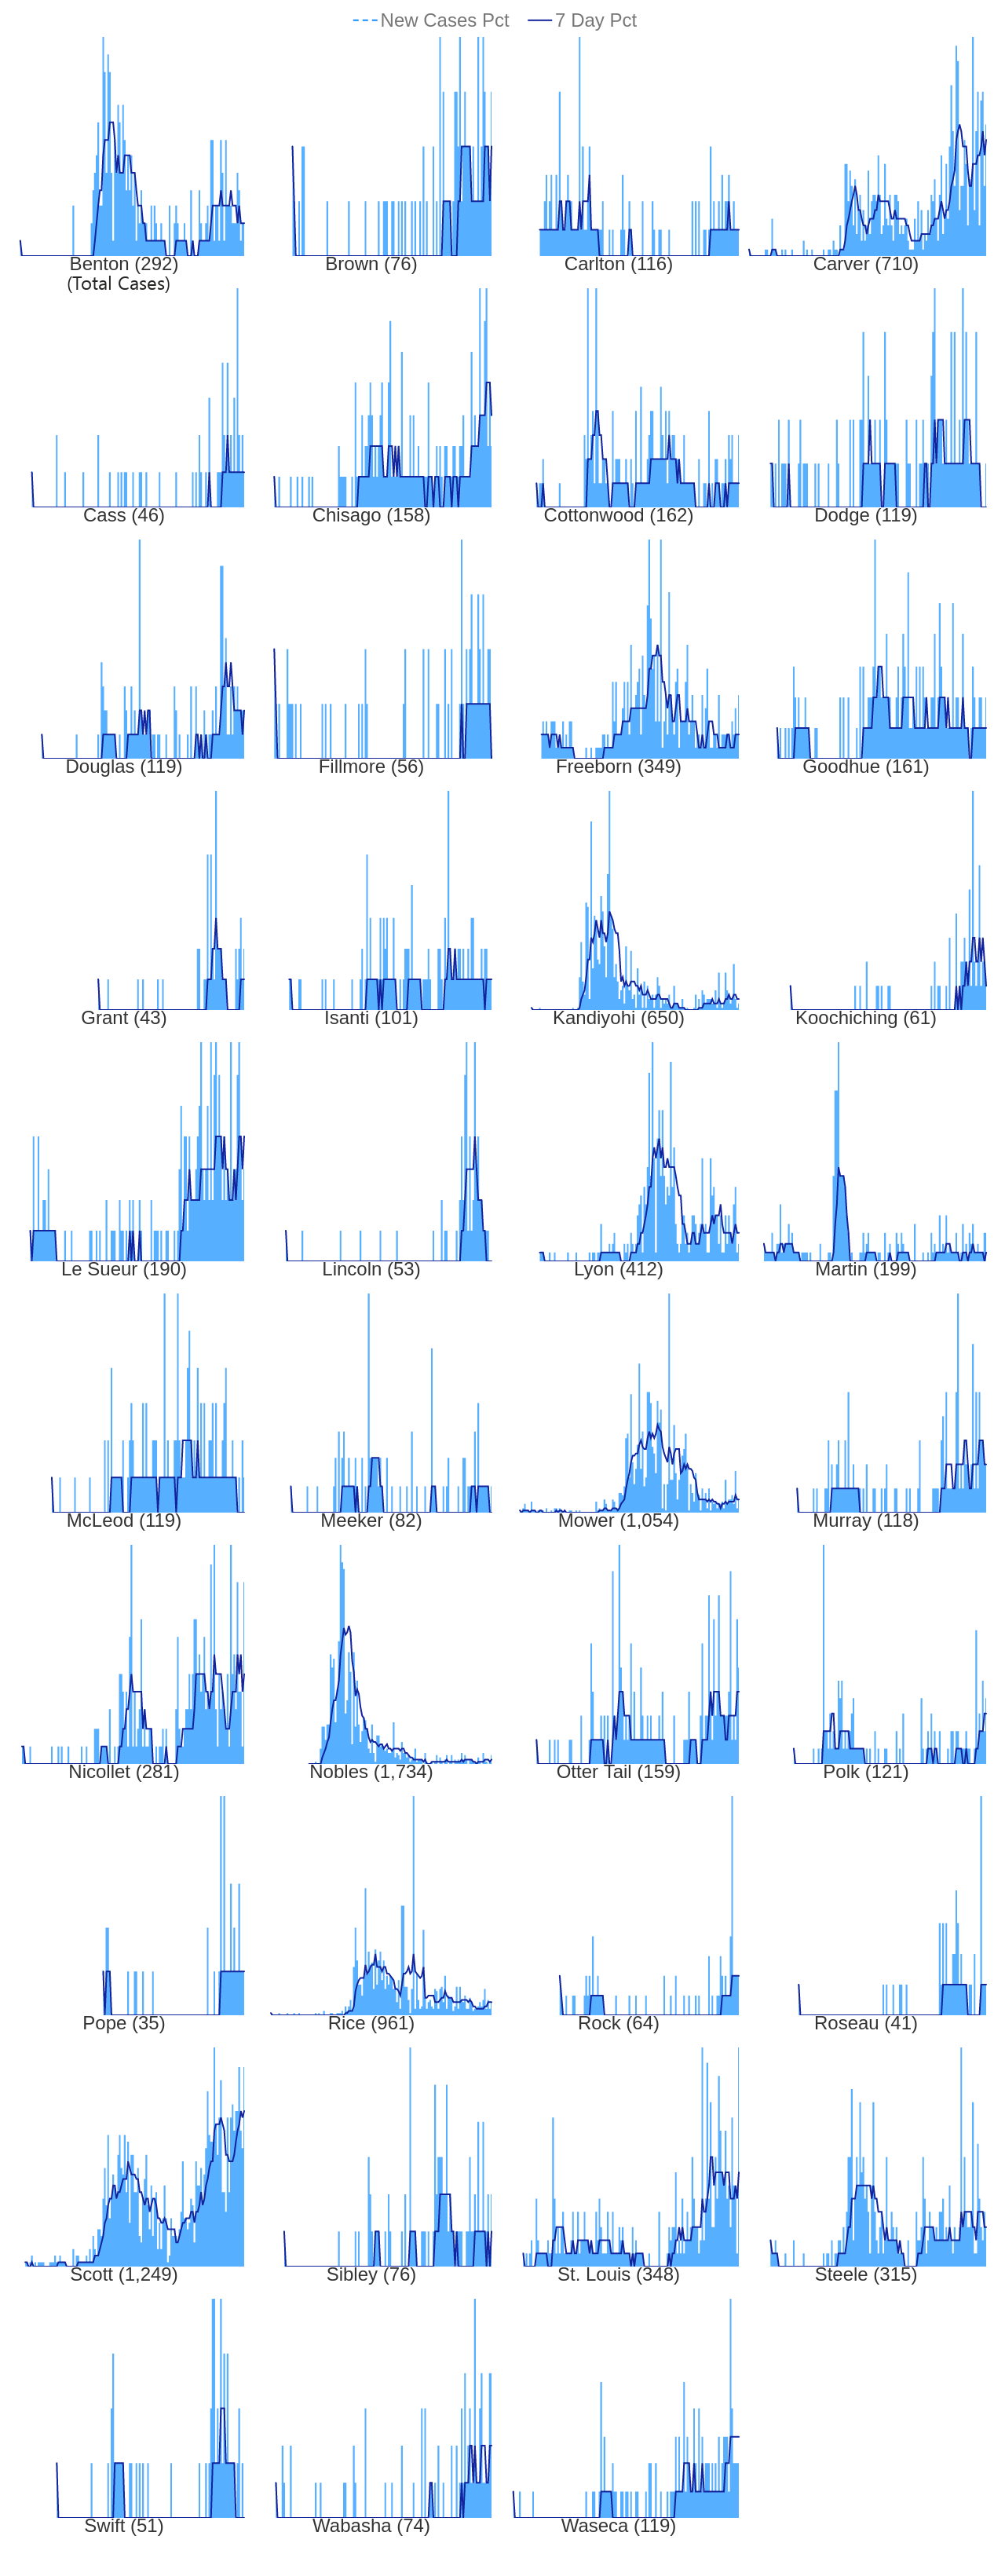 New Cases Pct 7 Day Pct
Benton (292) Brown (76) Carlton (116) Carver (710)
(Total Cases)
Cass (46) Chisago (158) Cottonwood (162) Dodge (119)
Douglas (119) Fillmore (56) Freeborn (349) Goodhue (161)
Grant (43) Isanti (101) Kandiyohi (650) Koochiching (61)
Le Sueur (190) Lincoln (53) Lyon (412) Martin (199)
McLeod (119) Meeker (82) Mower (1,054) Murray (118)
Nicollet (281) Nobles (1,734) Otter Tail (159) Polk (121)
Pope (35) Rice (961) Rock (64) Roseau (41)
Scott (1,249) Sibley (76) St. Louis (348) Steele (315)
Swift (51) Wabasha (74) Waseca (119)